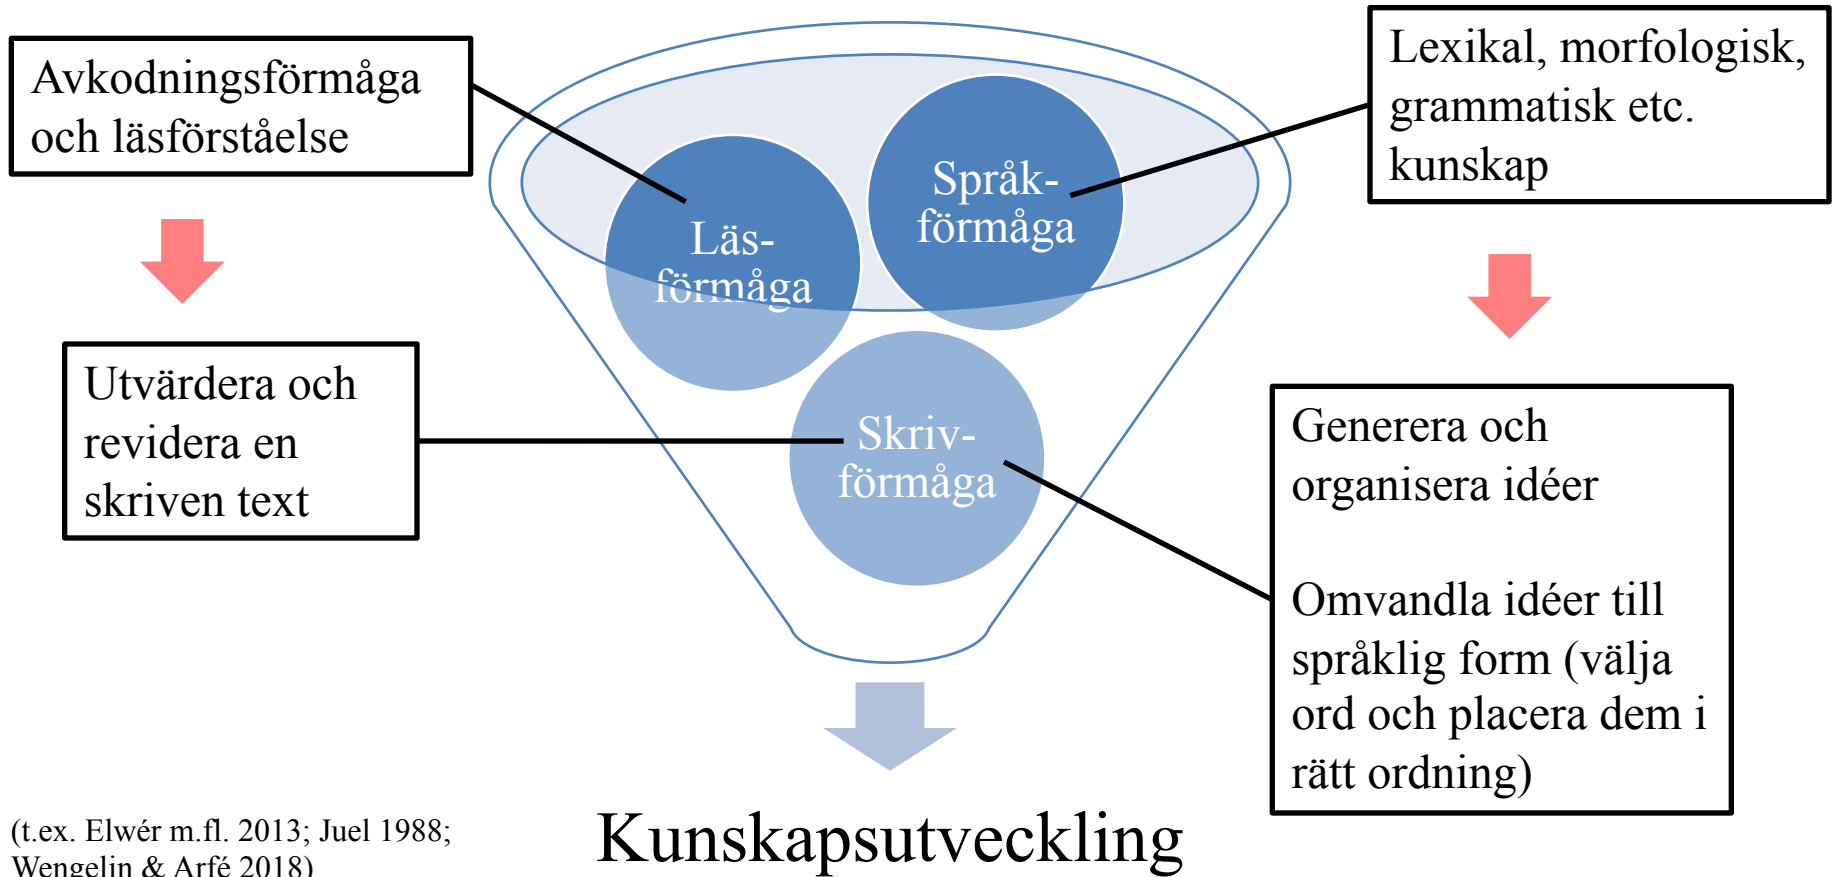 Avkodningsförmåga
och läsförståelse
Lexikal, morfologisk,
grammatisk etc.
kunskap
Språk-
förmåga
Läs-
förmåga
Skriv-
förmåga
Utvärdera och
revidera en
skriven text
Generera och
organisera idéer
Omvandla idéer till
språklig form (välja
ord och placera dem i
rätt ordning)
Kunskapsutveckling
(t.ex. Elwér m.fl. 2013; Juel 1988;
Wengelin & Arfé 2018)